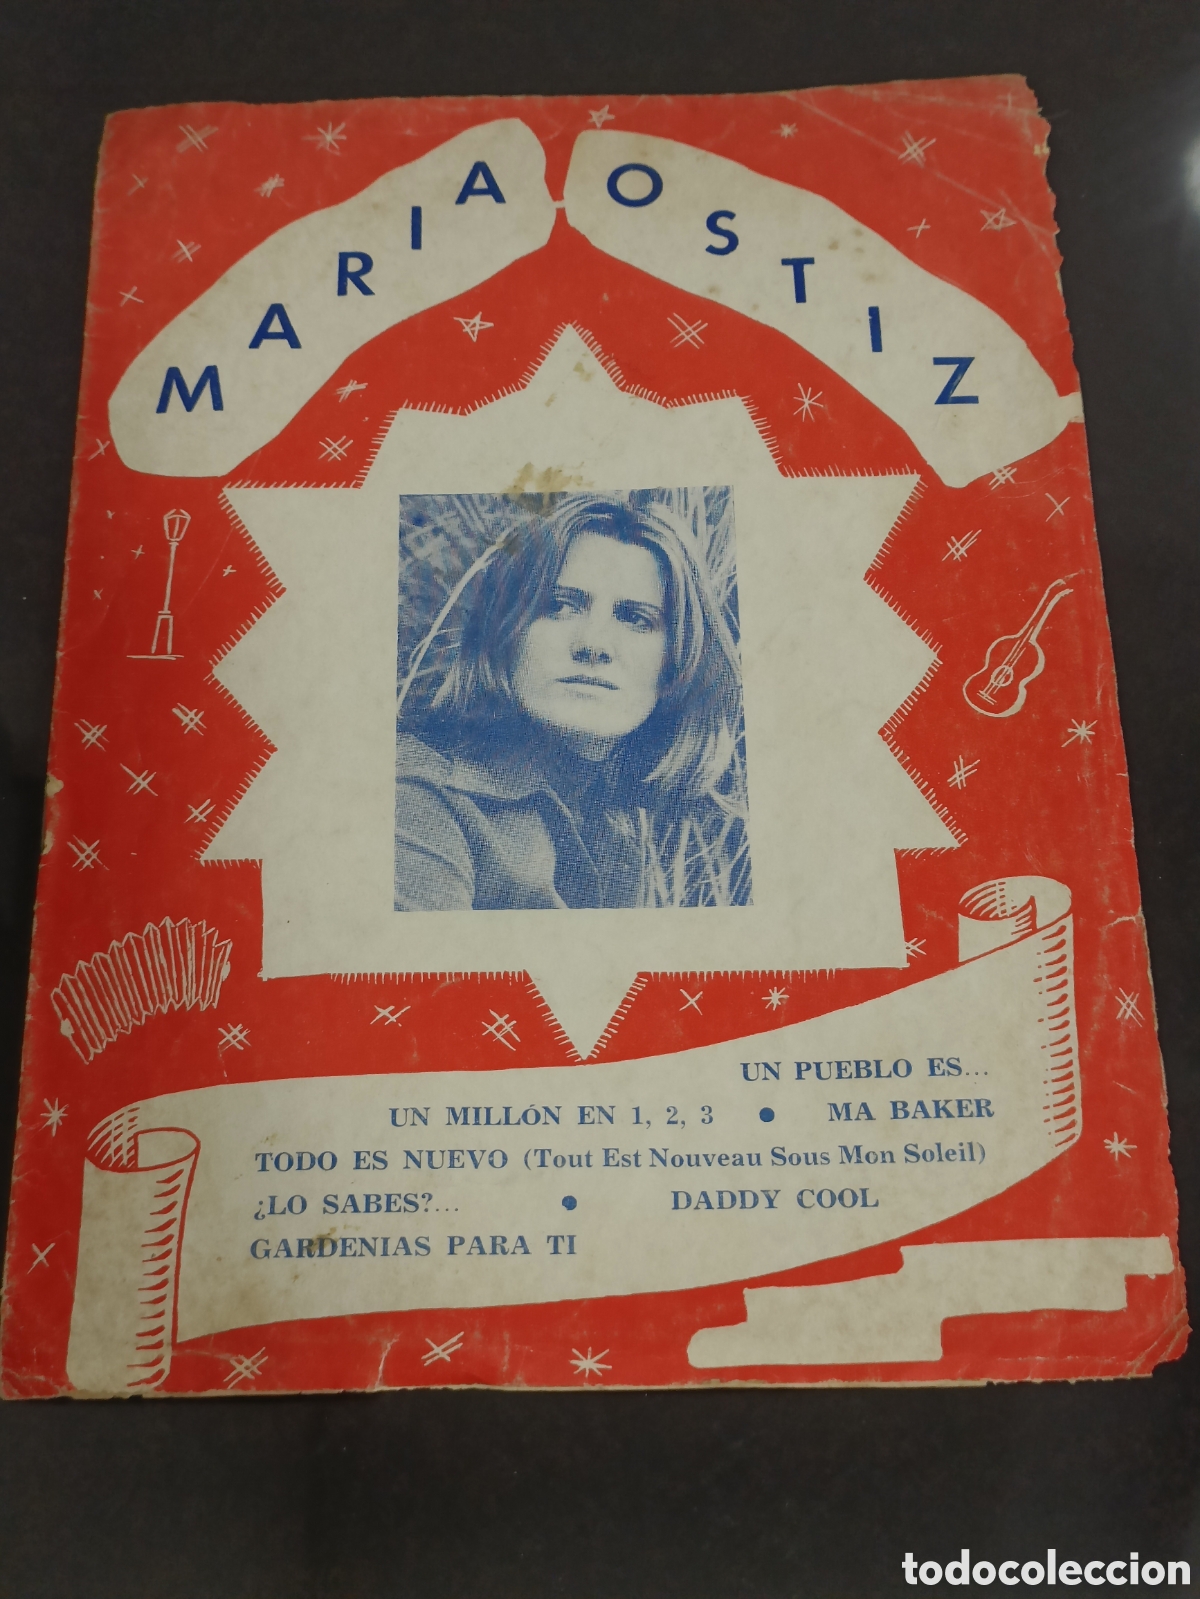 MARIA OSTIZ
UN PUEBLO ES...
UN MILLÓN EN 1, 2, 3 • MA BAKER
TODO ES NUEVO (Tout Est Nouveau Sous Mon Soleil)
¿LO SABES?... • DADDY COOL
GARDENIAS PARA TI
todocoleccion